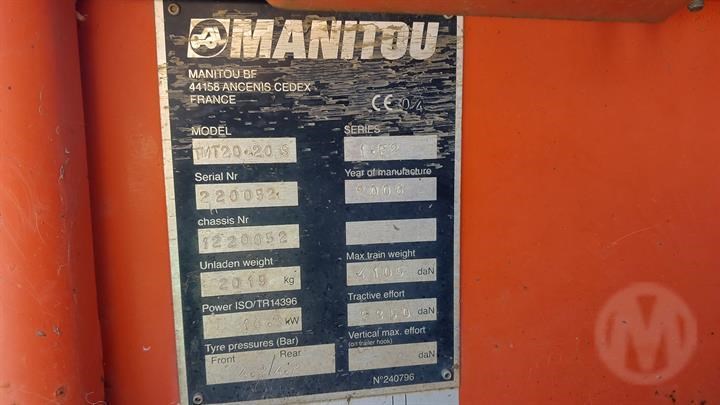 MANITOU
MANITOU BF
44158 ANCENIS CEDEX
FRANCE
CE 04
MODEL
SERIES
Serial Nr
220052
Year of manufacture
chassis Nr
1220052
Unladen weight
2019 kg
Max.train weight
daN
Power ISO/TR14396
kW
Tractive effort
daN
Tyre pressures (Bar)
Front Rear
Vertical max. effort
(on trailer hook)
daN
N°240796
M